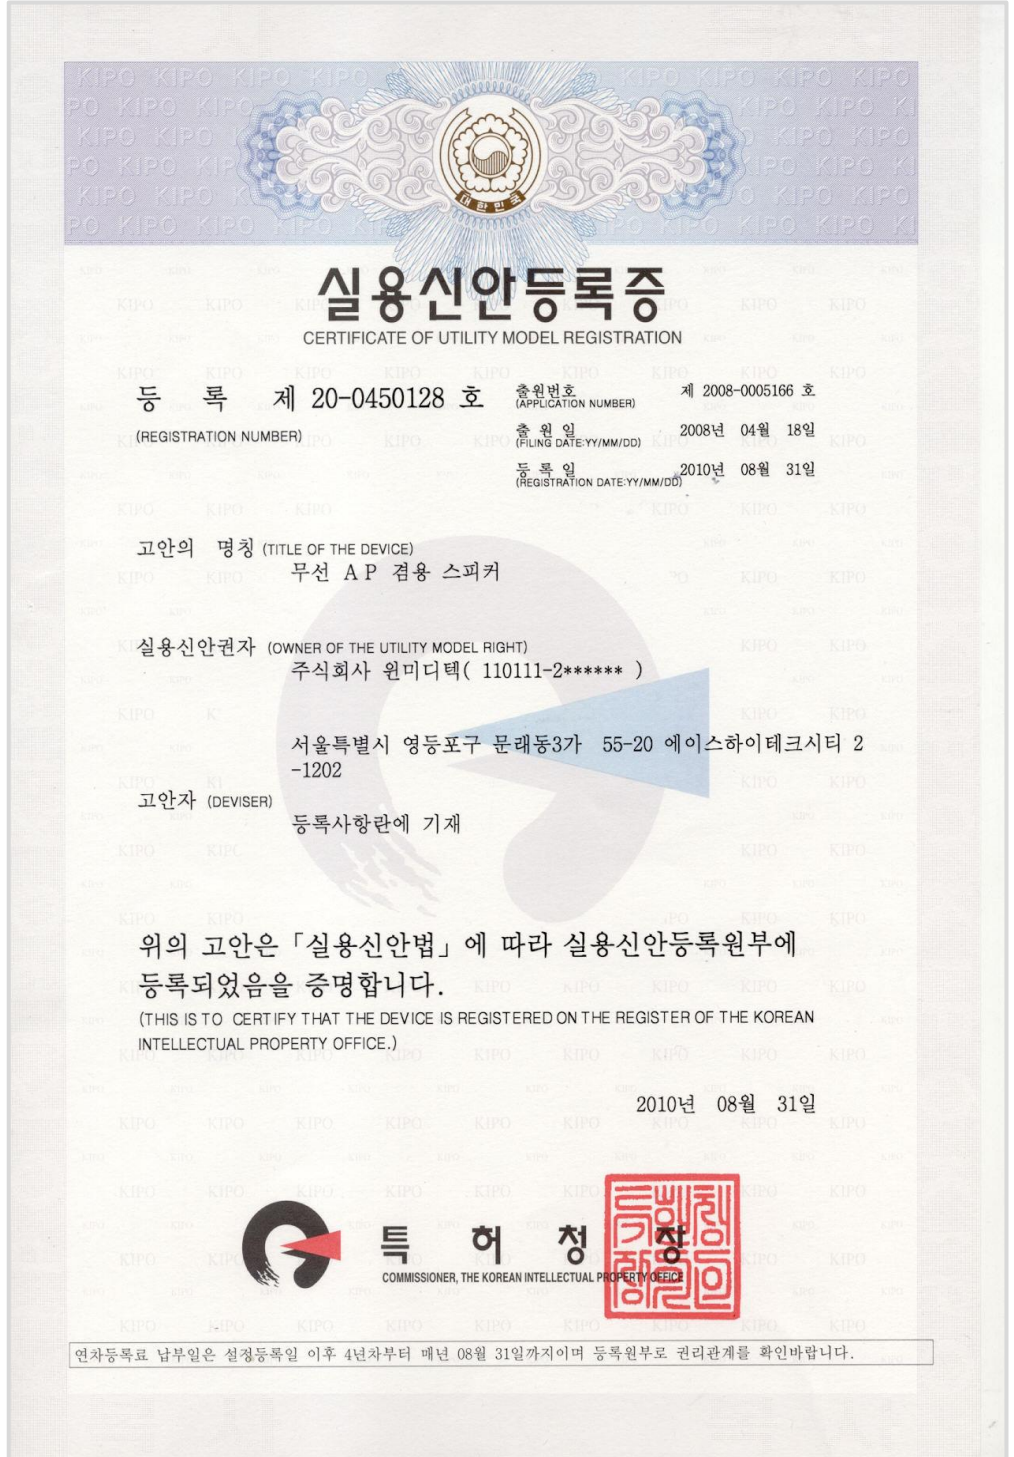 대한민국
실용신안등록증
CERTIFICATE OF UTILITY MODEL REGISTRATION
등 록 제 20-0450128 호
(REGISTRATION NUMBER)
출원번호 제 2008-0005166 호
(APPLICATION NUMBER)
출 원 일 2008년 04월 18일
(FILING DATE:YY/MM/DD)
등 록 일 2010년 08월 31일
(REGISTRATION DATE:YY/MM/DD)
고안의 명칭 (TITLE OF THE DEVICE)
무선 AP 겸용 스피커
실용신안권자 (OWNER OF THE UTILITY MODEL RIGHT)
주식회사 원미디텍( 110111-2****** )
서울특별시 영등포구 문래동3가 55-20 에이스하이테크시티 2
-1202
고안자 (DEVISER)
등록사항란에 기재
위의 고안은 「실용신안법」에 따라 실용신안등록원부에
등록되었음을 증명합니다.
(THIS IS TO CERTIFY THAT THE DEVICE IS REGISTERED ON THE REGISTER OF THE KOREAN
INTELLECTUAL PROPERTY OFFICE.)
2010년 08월 31일
특 허 청 장
COMMISSIONER, THE KOREAN INTELLECTUAL PROPERTY OFFICE
연차등록료 납부일은 설정등록일 이후 4년차부터 매년 08월 31일까지이며 등록원부로 권리관계를 확인바랍니다.